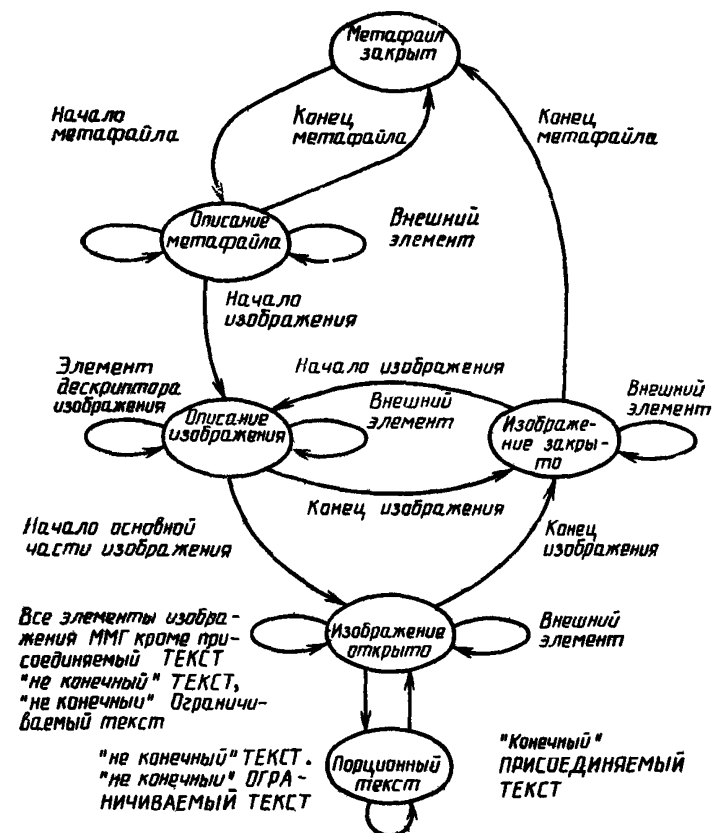 Метафаил
закрыт
Начало
метафайла
Конец
метафайла
Конец
метафайла
Описание
метафайла
Внешний
элемент
Начало
изображения
Элемент
дескриптора
изображения
Начало изображения
Внешний
элемент
Внешний
элемент
Описание
изображения
Изображе-
ние закры-
то
Конец изображения
Начало основной
части изображения
Конец
изображения
Все элементы изобра-
жения ММГ кроме при-
соединяемый ТЕКСТ
"не конечный" ТЕКСТ,
"не конечный" Ограничи-
ваемый текст
Изображение
открыто
Внешний
элемент
"не конечный" ТЕКСТ.
"не конечный" ОГРА-
НИЧИВАЕМЫЙ ТЕКСТ
Порционный
текст
"Конечный"
ПРИСОЕДИНЯЕМЫЙ
ТЕКСТ